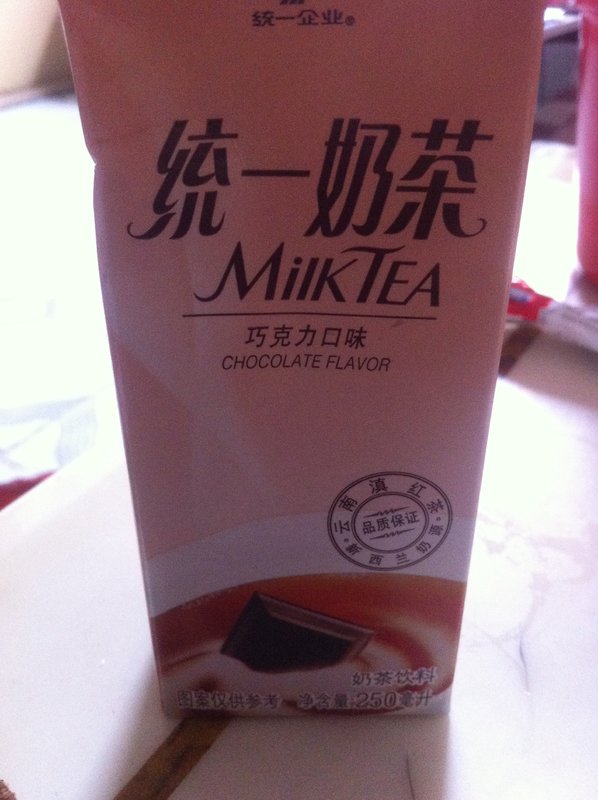 统一企业®
统一奶茶
MilK TEA
巧克力口味
CHOCOLATE FLAVOR
云南滇红茶
品质保证
新西兰奶源
奶茶饮料
图案仅供参考 净含量:250毫升